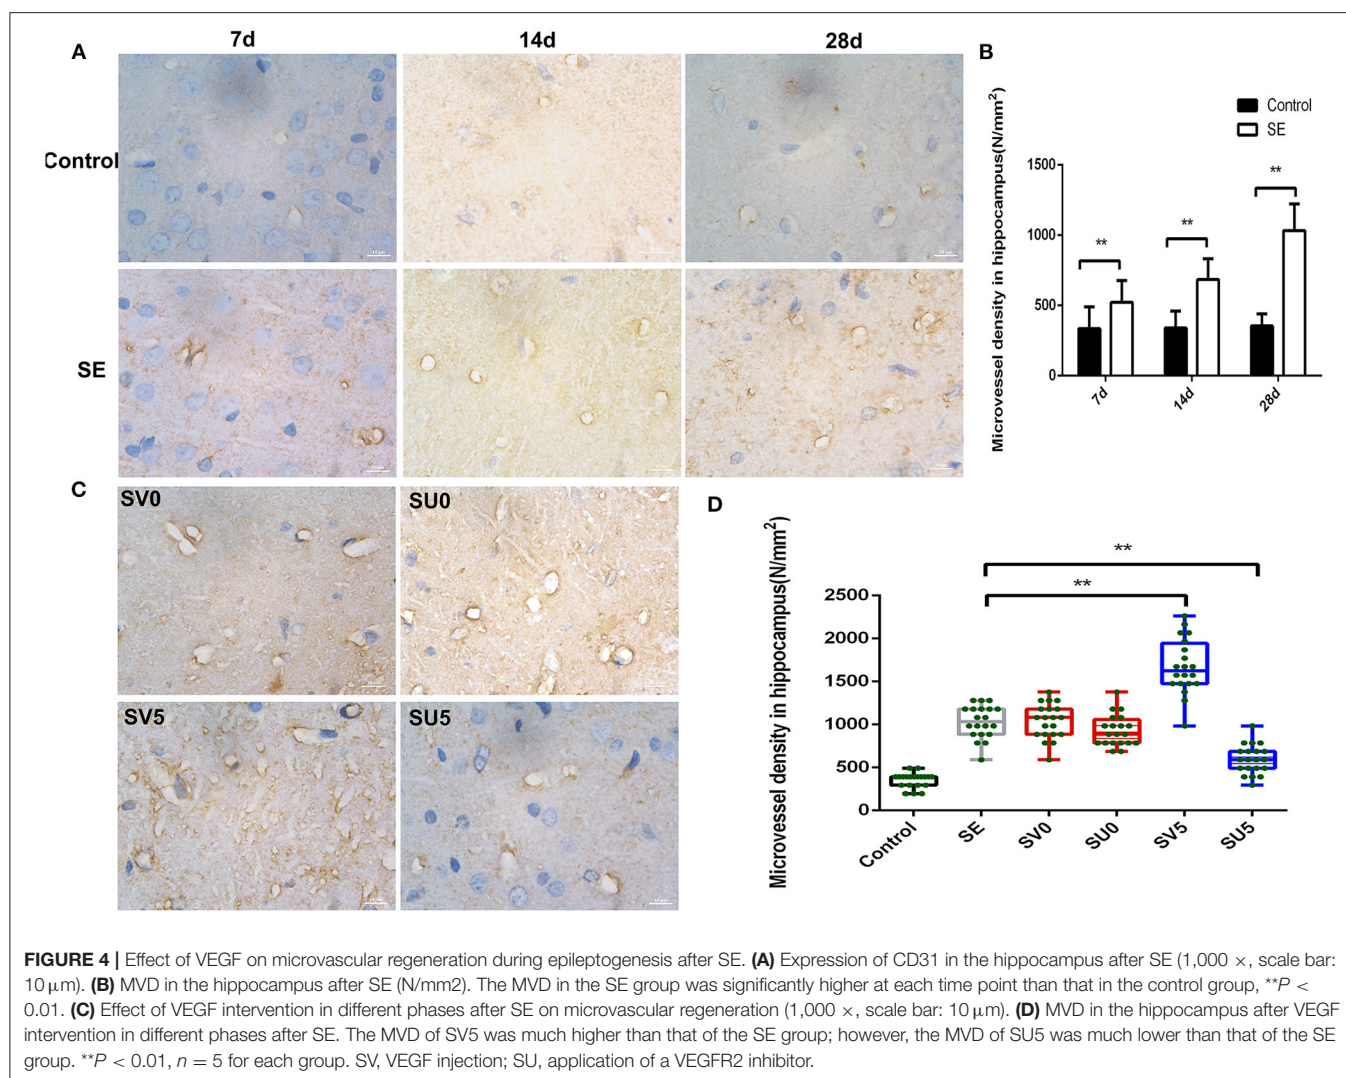 7d
14d
28d
A
Control
SE
B
Microvessel density in hippocampus(N/mm²)
Control
SE
1500
1000
500
0
**
**
**
7d
14d
28d
C
SV0
SU0
SV5
SU5
D
Microvessel density in hippocampus(N/mm²)
**
**
2500
2000
1500
1000
500
0
Control
SE
SV0
SU0
SV5
SU5
FIGURE 4 | Effect of VEGF on microvascular regeneration during epileptogenesis after SE. (A) Expression of CD31 in the hippocampus after SE (1,000 ×, scale bar:
10 μm). (B) MVD in the hippocampus after SE (N/mm2). The MVD in the SE group was significantly higher at each time point than that in the control group, **P <
0.01. (C) Effect of VEGF intervention in different phases after SE on microvascular regeneration (1,000 ×, scale bar: 10 μm). (D) MVD in the hippocampus after VEGF
intervention in different phases after SE. The MVD of SV5 was much higher than that of the SE group; however, the MVD of SU5 was much lower than that of the SE
group. **P < 0.01, n = 5 for each group. SV, VEGF injection; SU, application of a VEGFR2 inhibitor.